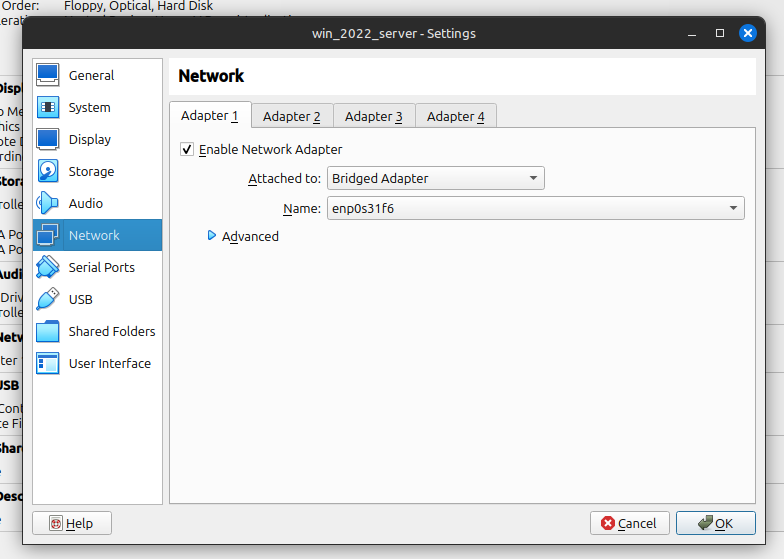 Order: Floppy, Optical, Hard Disk
win_2022_server - Settings
General
System
Display
Storage
Audio
Network
Serial Ports
USB
Shared Folders
User Interface
Network
Adapter 1
Adapter 2
Adapter 3
Adapter 4
Enable Network Adapter
Attached to: Bridged Adapter
Name: enp0s31f6
Advanced
Help
Cancel
OK
USB